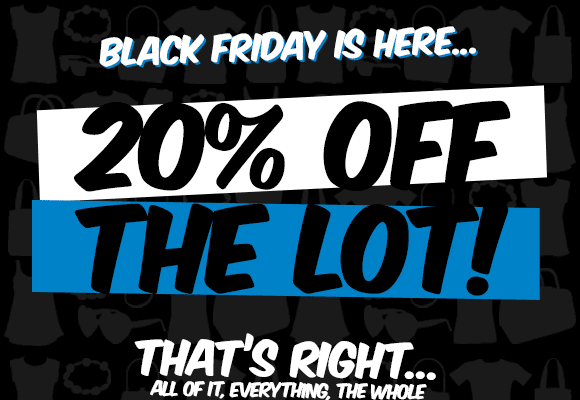 BLACK FRIDAY IS HERE...
20% OFF
THE LOT!
THAT'S RIGHT...
ALL OF IT, EVERYTHING, THE WHOLE